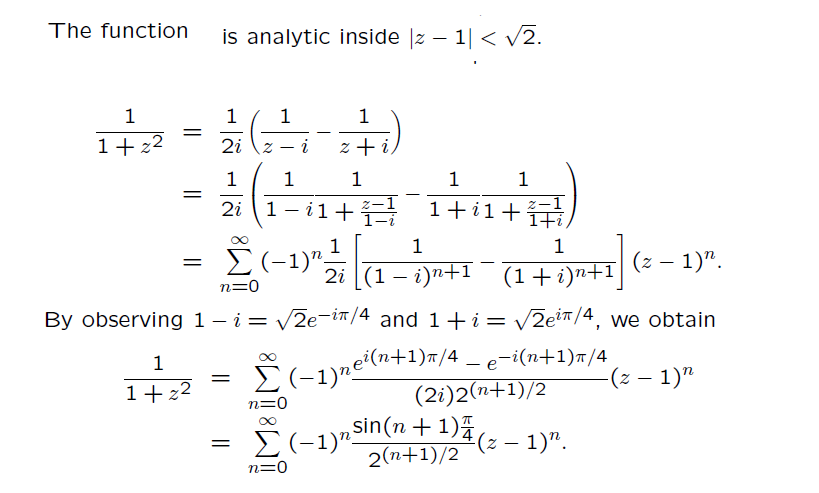 The function is analytic inside |z − 1| < √2.
1/(1 + z²) = 1/(2i) (1/(z − i) − 1/(z + i))
= 1/(2i) (1/(1 − i) 1/(1 + (z−1)/(1−i)) − 1/(1 + i) 1/(1 + (z−1)/(1+i)))
= ∑_{n=0}^{∞} (−1)ⁿ 1/(2i) [1/(1 − i)^{n+1} − 1/(1 + i)^{n+1}] (z − 1)ⁿ.
By observing 1 − i = √2e^{−iπ/4} and 1 + i = √2e^{iπ/4}, we obtain
1/(1 + z²) = ∑_{n=0}^{∞} (−1)ⁿ (e^{i(n+1)π/4} − e^{−i(n+1)π/4})/((2i)2^{(n+1)/2}) (z − 1)ⁿ
= ∑_{n=0}^{∞} (−1)ⁿ (sin(n + 1)π/4)/(2^{(n+1)/2}) (z − 1)ⁿ.